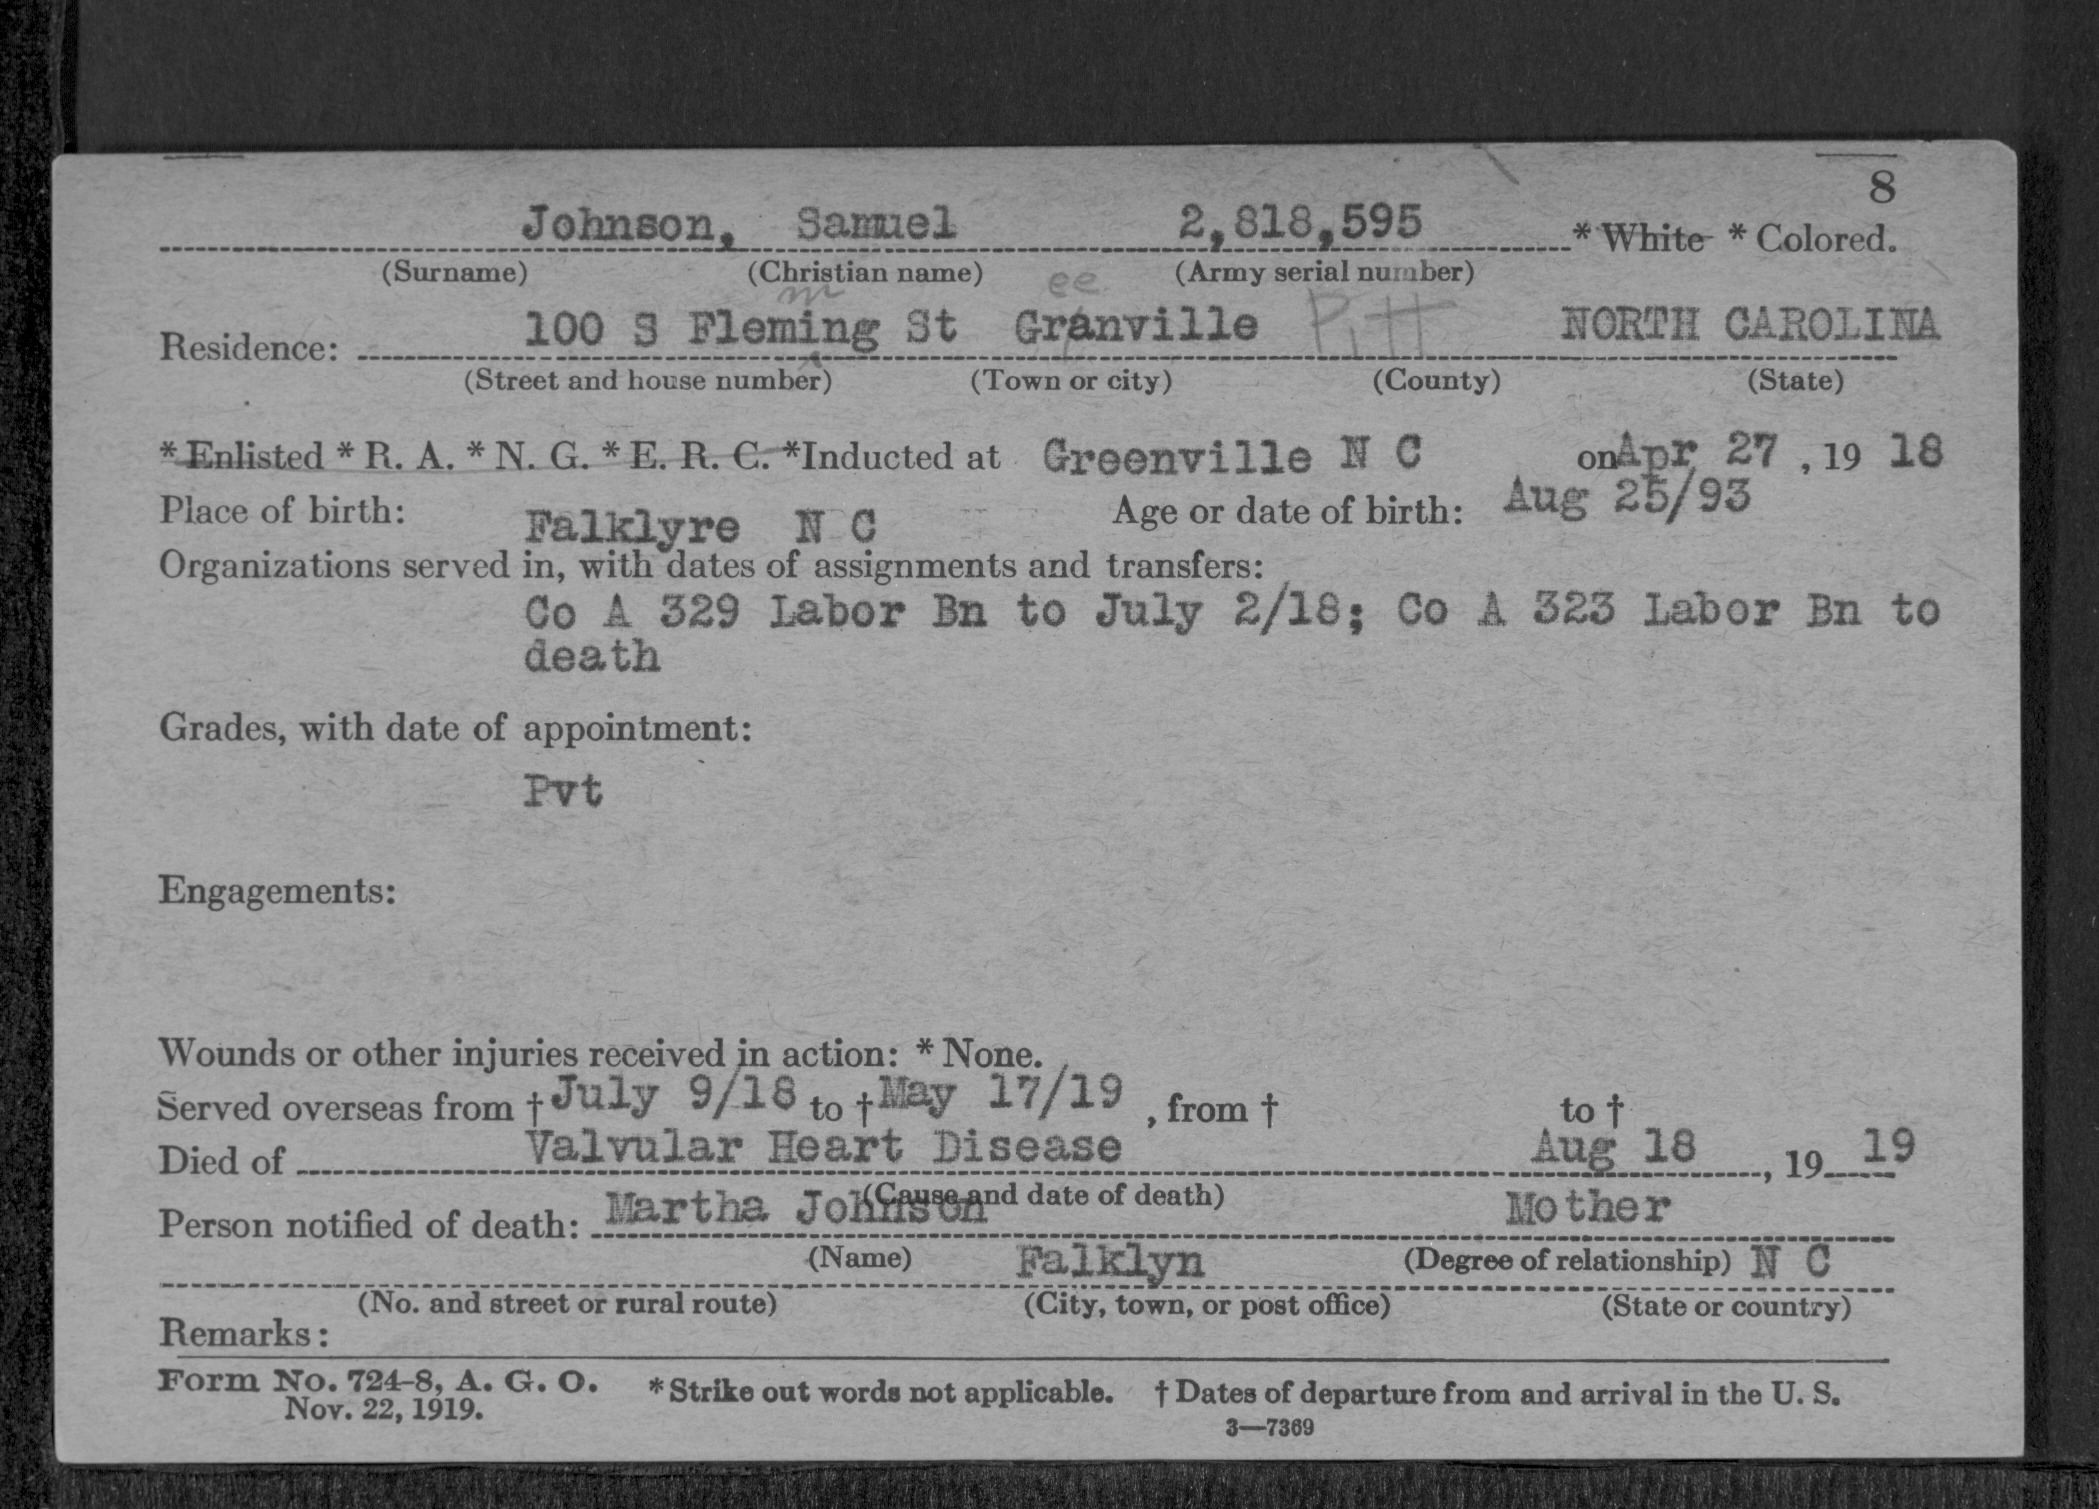 8
Johnson, Samuel 2,818,595 * White * Colored.
(Surname) (Christian name) (Army serial number)
m ee
Residence: 100 S Fleming St Granville Pitt NORTH CAROLINA
(Street and house number) (Town or city) (County) (State)
* Enlisted * R. A. * N. G. * E. R. C. *Inducted at Greenville N C on Apr 27 , 19 18
Place of birth: Falklyre N C Age or date of birth: Aug 25/93
Organizations served in, with dates of assignments and transfers:
Co A 329 Labor Bn to July 2/18; Co A 323 Labor Bn to
death
Grades, with date of appointment:
Pvt
Engagements:
Wounds or other injuries received in action: * None.
Served overseas from † July 9/18 to † May 17/19 , from † to †
Died of Valvular Heart Disease Aug 18 , 19 19
(Cause and date of death)
Person notified of death: Martha Johnson Mother
(Name) (Degree of relationship)
Falklyn N C
(No. and street or rural route) (City, town, or post office) (State or country)
Remarks:
Form No. 724-8, A. G. O. * Strike out words not applicable. † Dates of departure from and arrival in the U. S.
Nov. 22, 1919.
3—7369